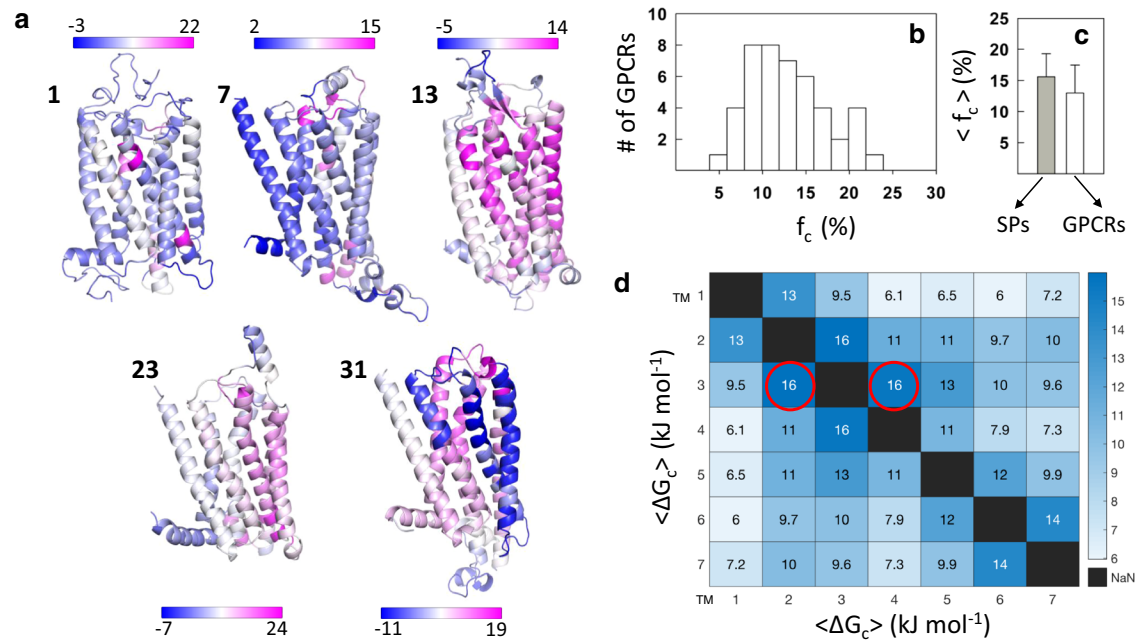 a
-3 22
2 15
-5 14
1
7
13
23
31
-7 24
-11 19
b
# of GPCRs
10
8
6
4
2
5 10 15 20 25 30
f_c (%)
c
< f_c > (%)
25
20
15
10
5
SPs GPCRs
d
<ΔG_c> (kJ mol⁻¹)
TM 1 13 9.5 6.1 6.5 6 7.2
2 13 16 11 11 9.7 10
3 9.5 16 16 13 10 9.6
4 6.1 11 16 11 7.9 7.3
5 6.5 11 13 11 12 9.9
6 6 9.7 10 7.9 12 14
7 7.2 10 9.6 7.3 9.9 14
TM 1 2 3 4 5 6 7
<ΔG_c> (kJ mol⁻¹)
15
14
13
12
11
10
9
8
7
6
NaN